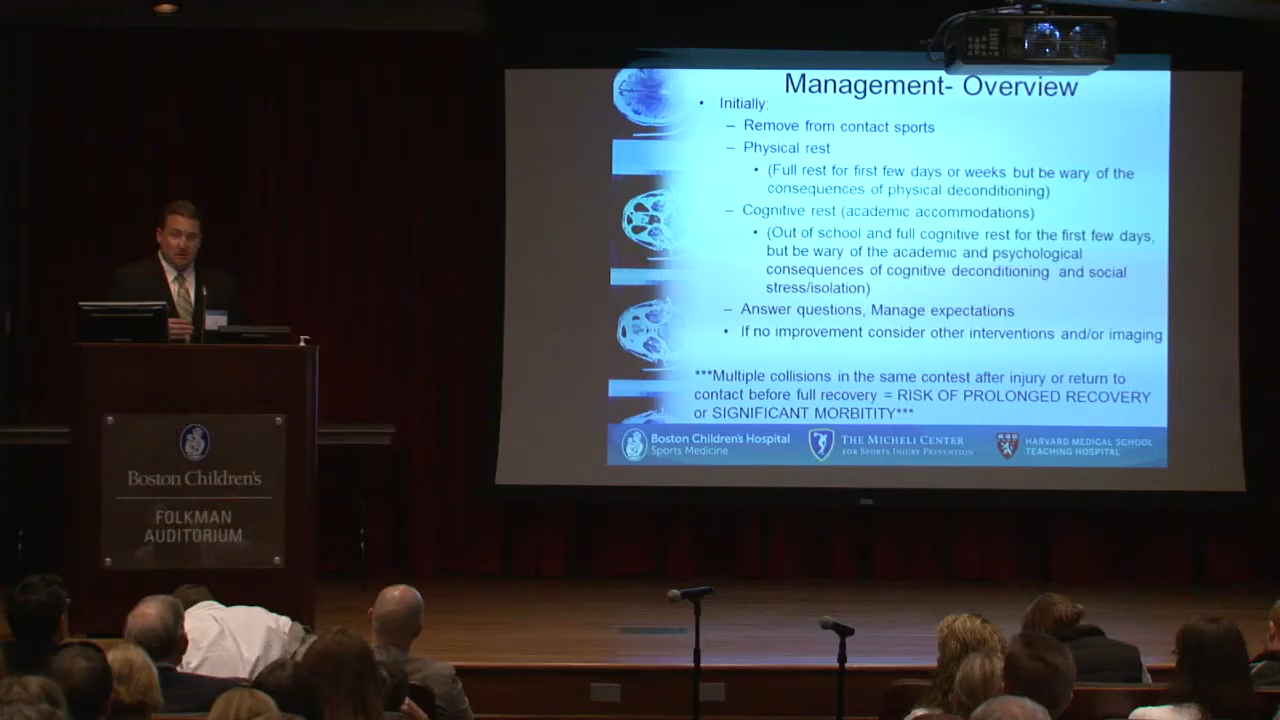 Management- Overview
• Initially:
– Remove from contact sports
– Physical rest
• (Full rest for first few days or weeks but be wary of the
consequences of physical deconditioning)
– Cognitive rest (academic accommodations)
• (Out of school and full cognitive rest for the first few days,
but be wary of the academic and psychological
consequences of cognitive deconditioning and social
stress/isolation)
– Answer questions, Manage expectations
• If no improvement consider other interventions and/or imaging
***Multiple collisions in the same contest after injury or return to
contact before full recovery = RISK OF PROLONGED RECOVERY
or SIGNIFICANT MORBITITY***
Boston Children's Hospital
Sports Medicine
THE MICHELI CENTER
FOR SPORTS INJURY PREVENTION
HARVARD MEDICAL SCHOOL
TEACHING HOSPITAL
Boston Children's
FOLKMAN
AUDITORIUM